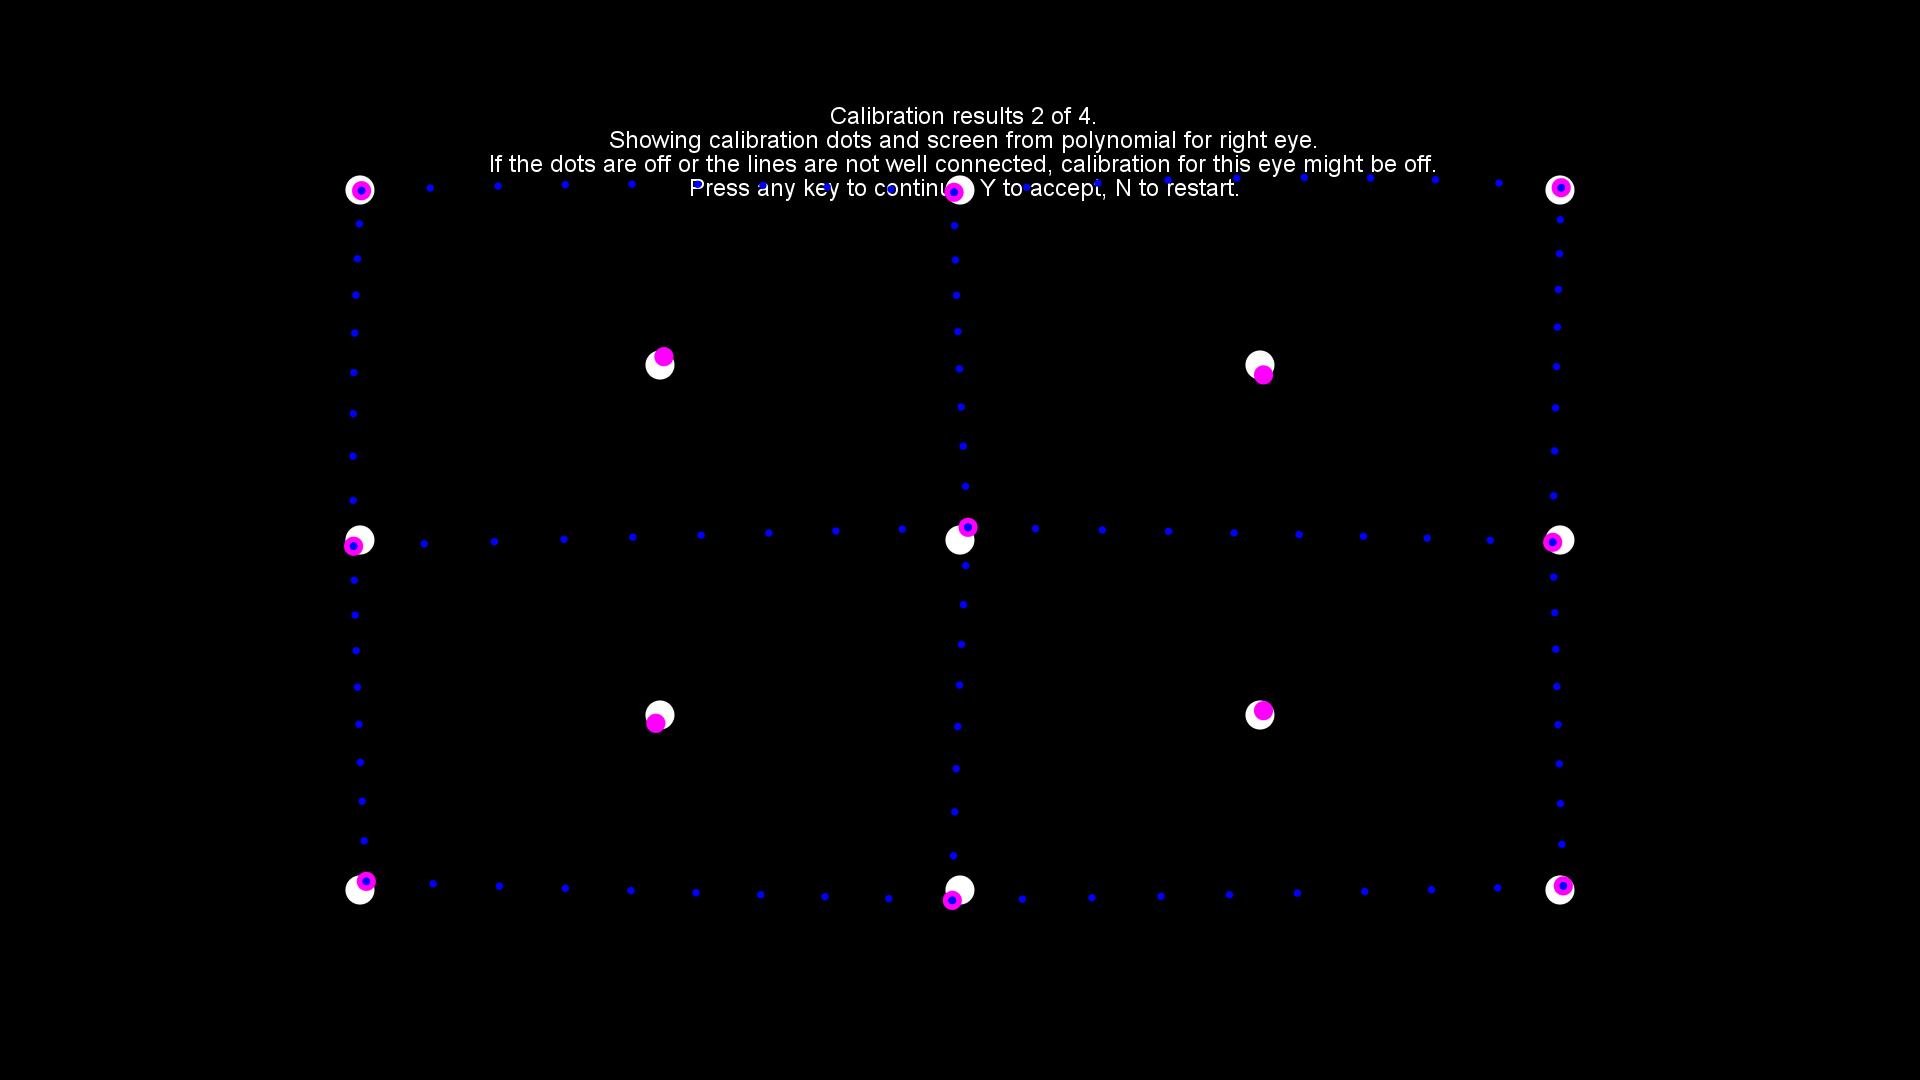 Calibration results 2 of 4.
Showing calibration dots and screen from polynomial for right eye.
If the dots are off or the lines are not well connected, calibration for this eye might be off.
Press any key to continue, Y to accept, N to restart.